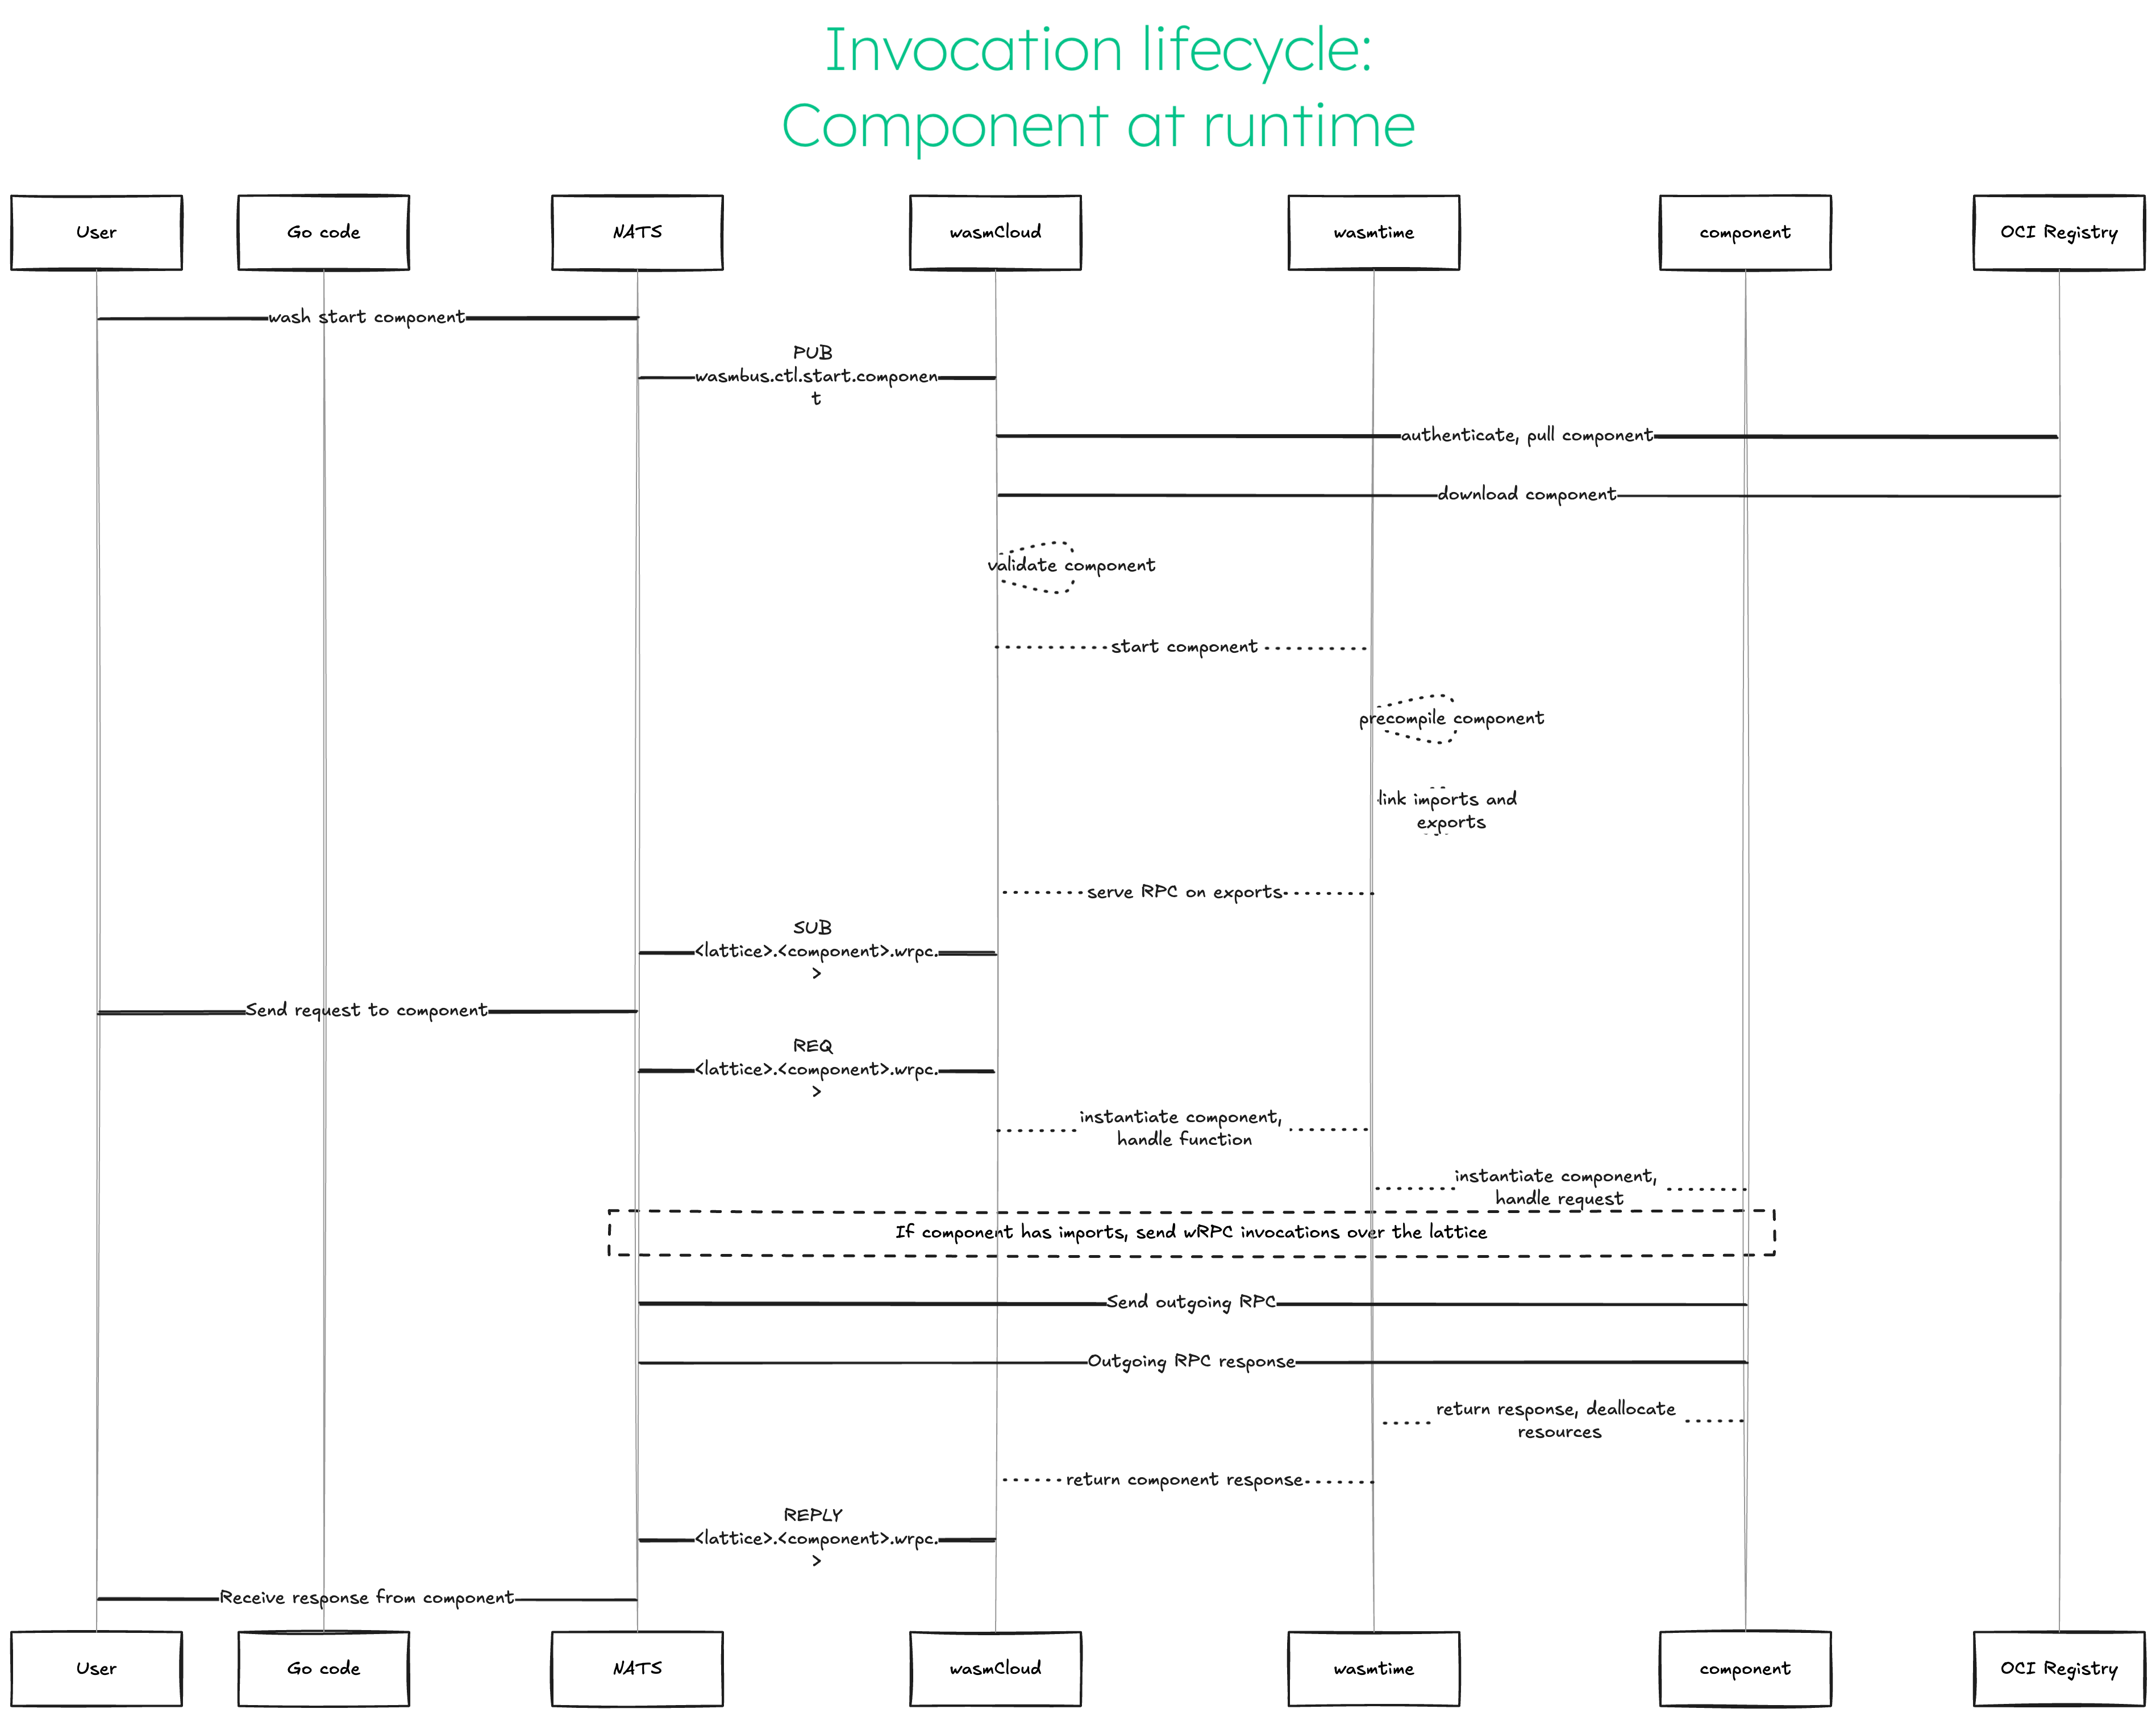 Invocation lifecycle:
Component at runtime
User
Go code
NATS
wasmCloud
wasmtime
component
OCI Registry
wash start component
PUB
wasmbus.ctl.start.componen
t
authenticate, pull component
download component
validate component
start component
precompile component
link imports and
exports
serve RPC on exports
SUB
<lattice>.<component>.wrpc.
>
Send request to component
REQ
<lattice>.<component>.wrpc.
>
instantiate component,
handle function
instantiate component,
handle request
If component has imports, send wRPC invocations over the lattice
Send outgoing RPC
Outgoing RPC response
return response, deallocate
resources
return component response
REPLY
<lattice>.<component>.wrpc.
>
Receive response from component
User
Go code
NATS
wasmCloud
wasmtime
component
OCI Registry